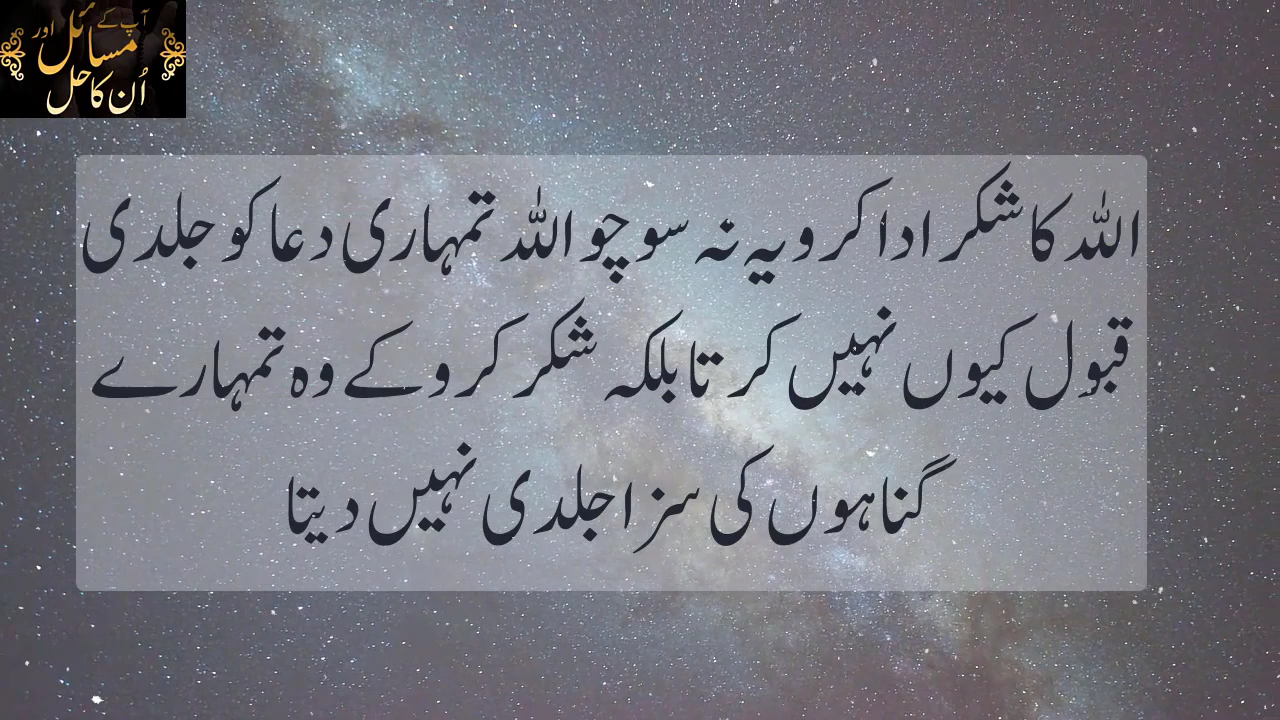 آپ کے مسائل اور
اُن کا حل
اللہ کا شکر ادا کرو یہ نہ سوچو اللہ تمہاری دعا کو جلدی
قبول کیوں نہیں کرتا بلکہ شکر کرو کے وہ تمہارے
گناہوں کی سزا جلدی نہیں دیتا